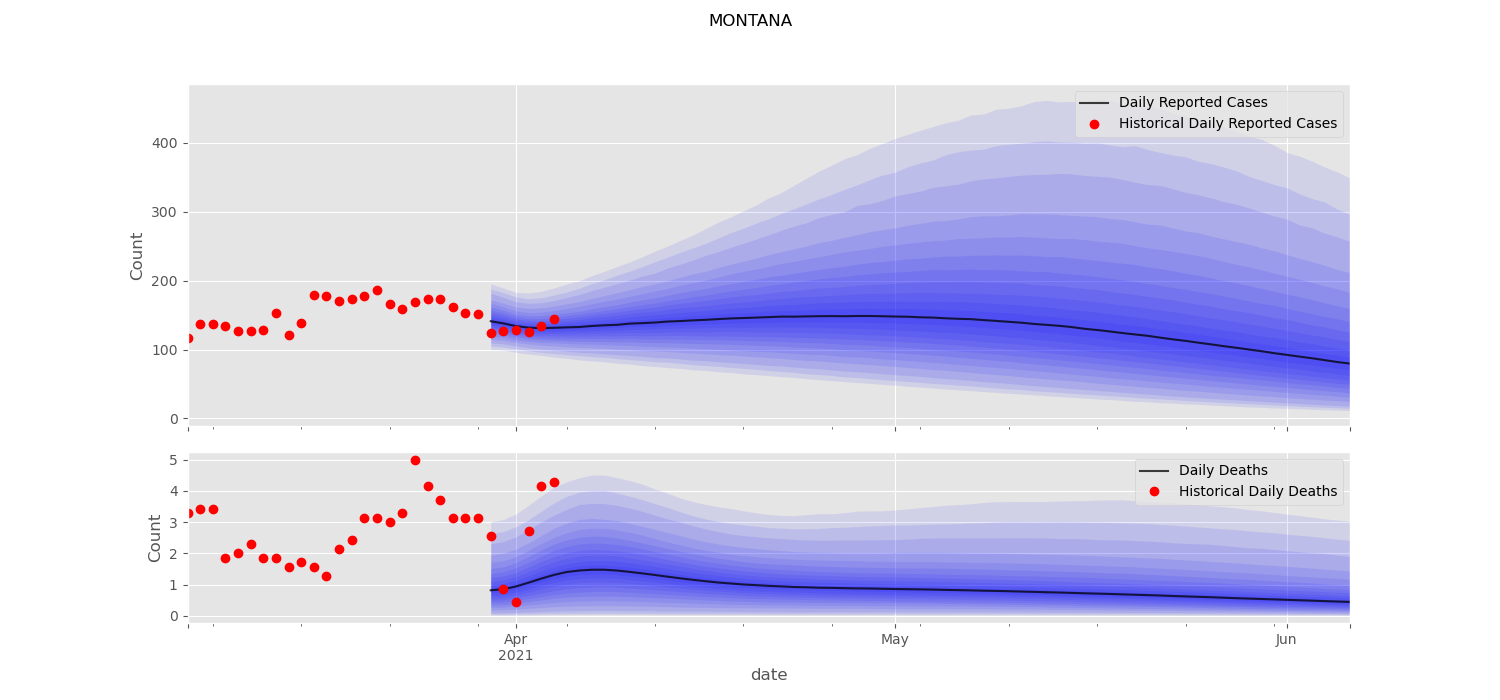 MONTANA
Daily Reported Cases
Historical Daily Reported Cases
400
300
200
100
0
Count
Daily Deaths
Historical Daily Deaths
5
4
3
2
1
0
Count
Apr
2021
May
Jun
date